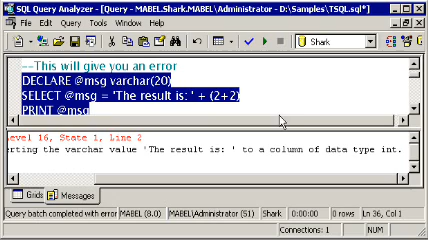 SQL Query Analyzer - [Query - MABEL.Shark.MABEL\Administrator - D:\Samples\TSQL.sql*]
File Edit Query Tools Window Help
Shark
--This will give you an error
DECLARE @msg varchar(20)
SELECT @msg = 'The result is: ' + (2+2)
PRINT @msg
Level 16, State 1, Line 2
erting the varchar value 'The result is: ' to a column of data type int.
Grids Messages
Query batch completed with error MABEL (8.0) MABEL\Administrator (51) Shark 0:00:00 0 rows Ln 36, Col 1
Connections: 1 NUM